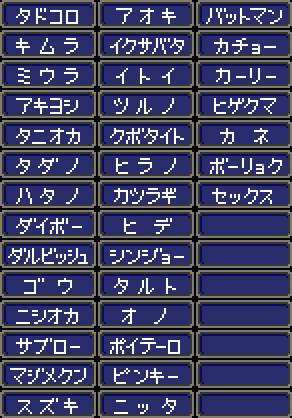 タドコロ アオキ バットマン
キムラ イクサバタ カチョー
ミウラ イトイ カーリー
アキヨシ ツルノ ヒゲクマ
タニオカ クボタイト カネ
タダノ ヒラノ ポーリョク
ハタノ カツラギ セックス
ダイボー ヒデ
ダルビッシュ シンジョー
ゴウ タルト
ニシオカ オノ
サブロー ポイテーロ
マジメクン ピンキー
スズキ ニッタ